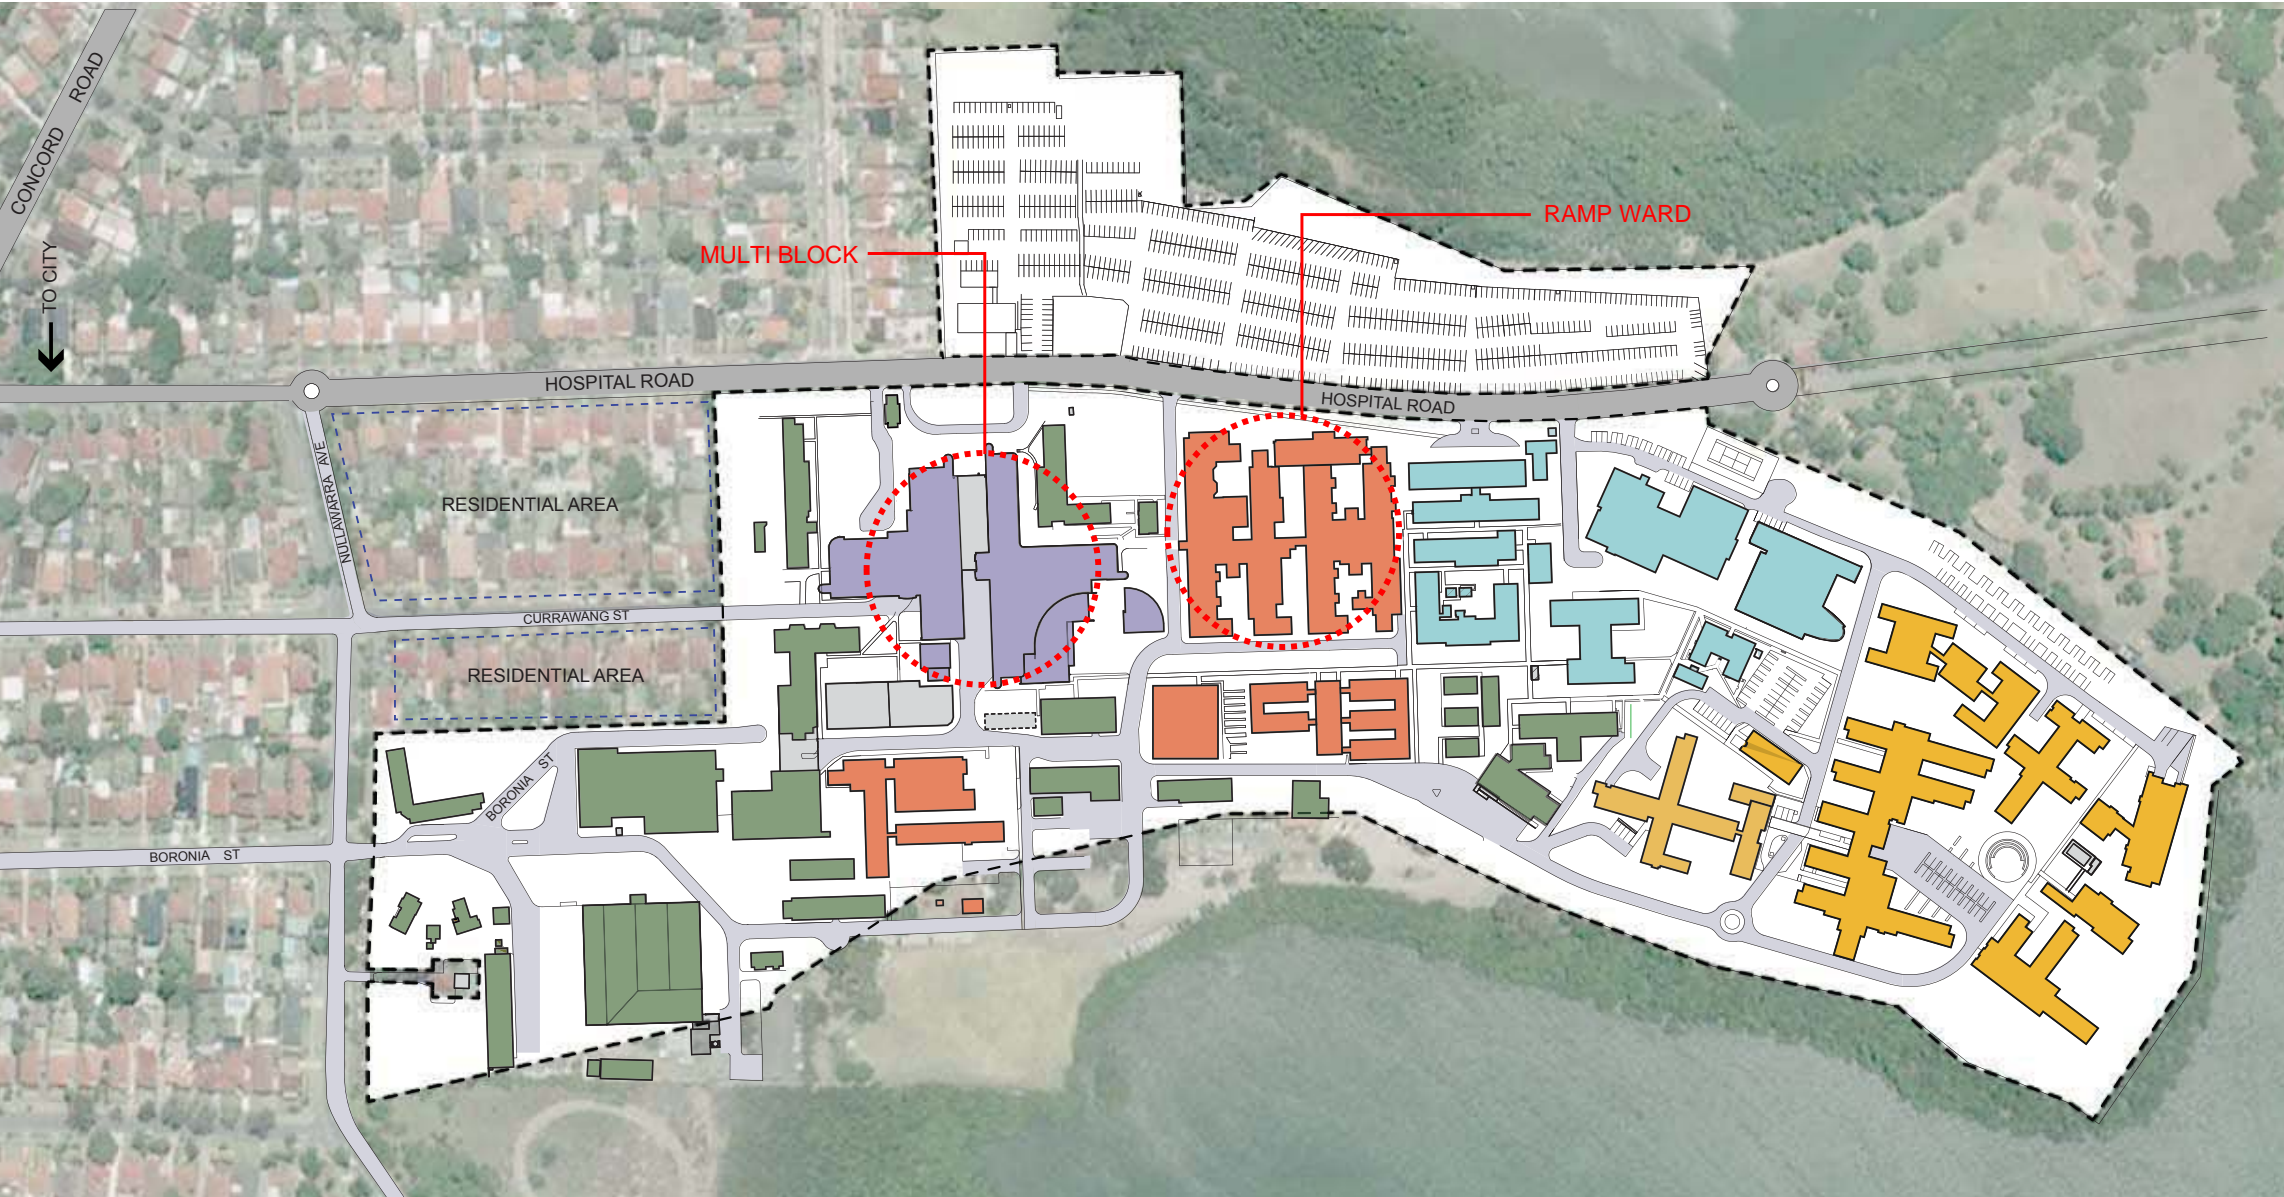 CONCORD ROAD
TO CITY
RAMP WARD
MULTI BLOCK
HOSPITAL ROAD
HOSPITAL ROAD
NULLAWARRA AVE
RESIDENTIAL AREA
CURRAWANG ST
RESIDENTIAL AREA
BORONIA ST
BORONIA ST